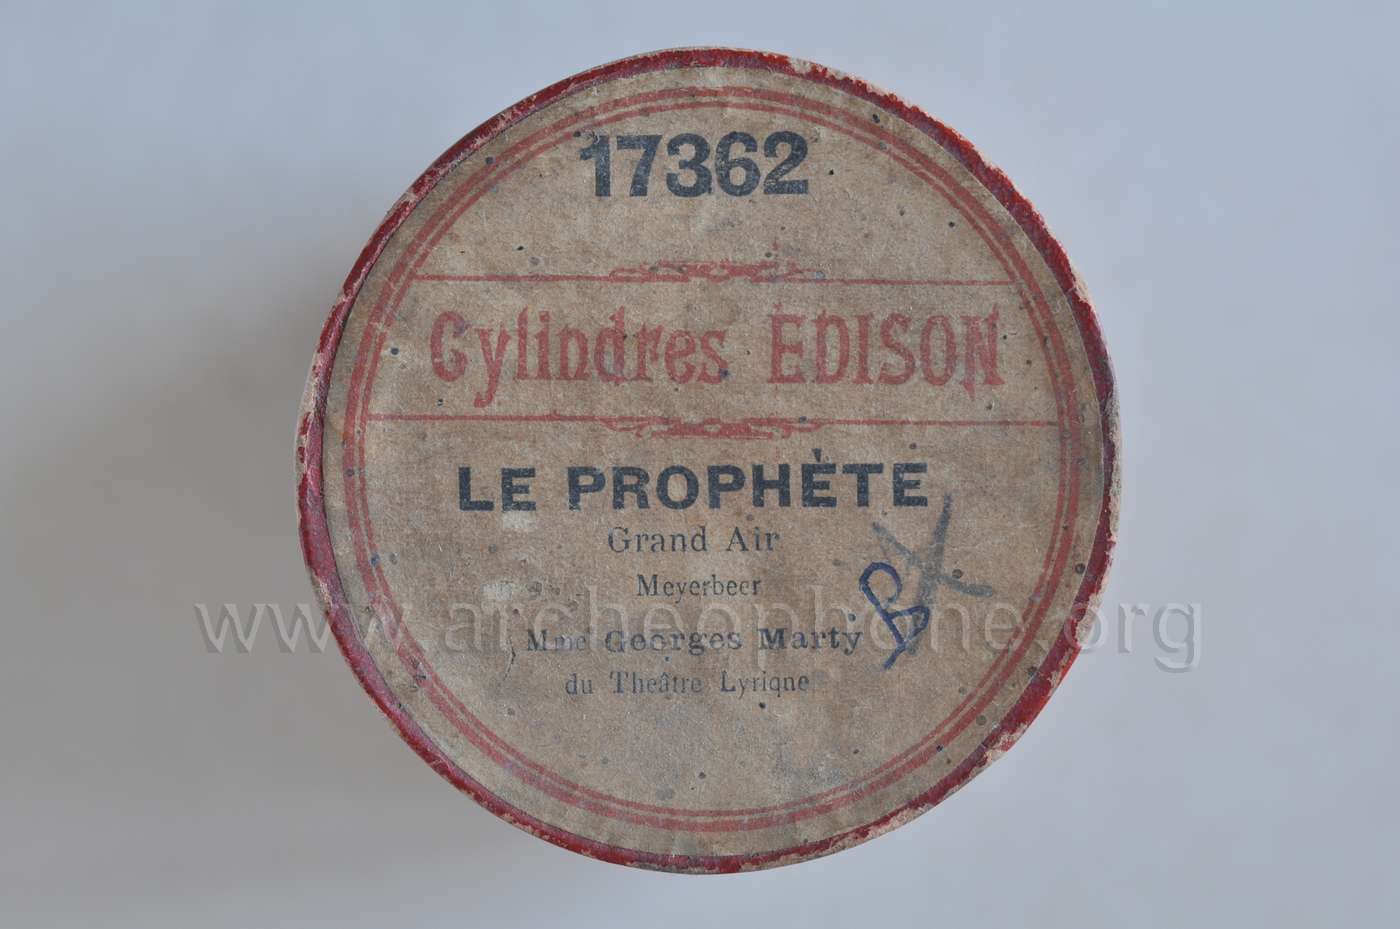 17362
Cylindres EDISON
LE PROPHÈTE
Grand Air
Meyerbeer
Mme Georges Marty
du Théâtre Lyrique
www.archeophone.org